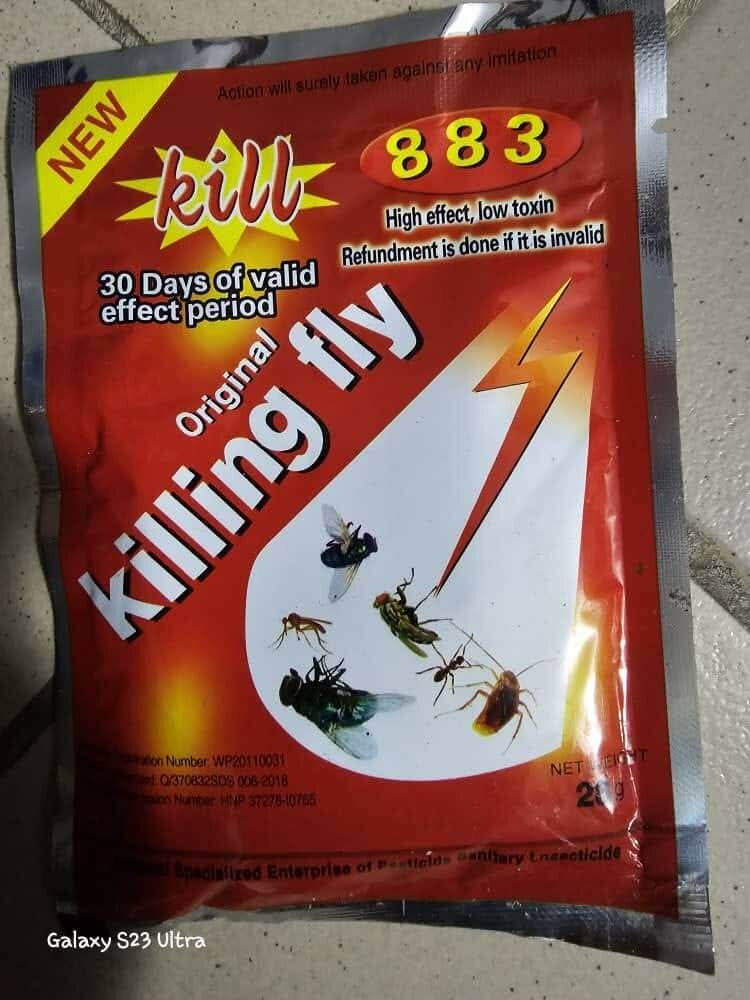 Action will surely taken against any imitation
NEW
kill
883
High effect, low toxin
Refundment is done if it is invalid
30 Days of valid
effect period
Original
killing fly
Number: WP20110031
Q/370832SDS 006-2018
Number: HNP 37278-I0765
NET WEIGHT
g
Specialized Enterprise of Pesticide Sanitary Insecticide
Galaxy S23 Ultra